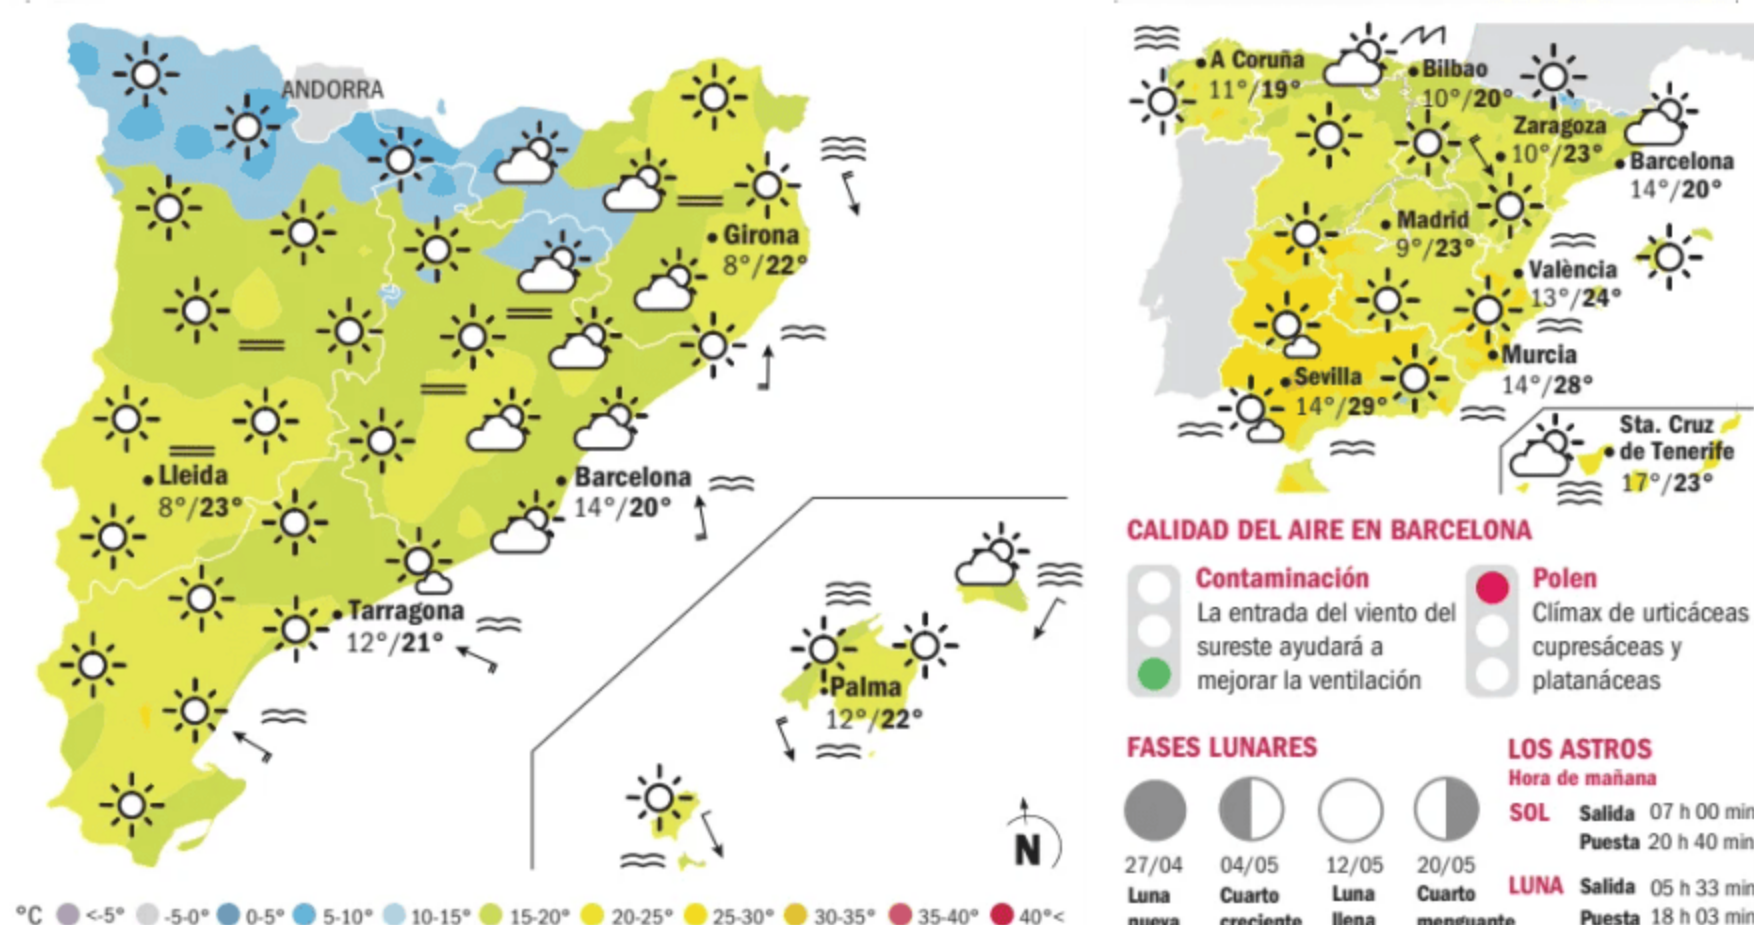 ANDORRA
Girona
8°/22°
Lleida
8°/23°
Barcelona
14°/20°
Tarragona
12°/21°
Palma
12°/22°
N
°C <-5° -5-0° 0-5° 5-10° 10-15° 15-20° 20-25° 25-30° 30-35° 35-40° 40°<
A Coruña
11°/19°
Bilbao
10°/20°
Zaragoza
10°/23°
Barcelona
14°/20°
Madrid
9°/23°
València
13°/24°
Murcia
14°/28°
Sevilla
14°/29°
Sta. Cruz
de Tenerife
17°/23°
CALIDAD DEL AIRE EN BARCELONA
Contaminación
La entrada del viento del
sureste ayudará a
mejorar la ventilación
Polen
Clímax de urticáceas
cupresáceas y
platanáceas
FASES LUNARES
27/04
Luna
nueva
04/05
Cuarto
creciente
12/05
Luna
llena
20/05
Cuarto
menguante
LOS ASTROS
Hora de mañana
SOL Salida 07 h 00 min
Puesta 20 h 40 min
LUNA Salida 05 h 33 min
Puesta 18 h 03 min